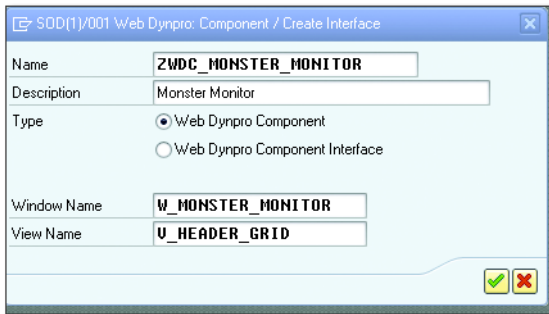 SOD(1)/001 Web Dynpro: Component / Create Interface
Name ZWDC_MONSTER_MONITOR
Description Monster Monitor
Type Web Dynpro Component
Web Dynpro Component Interface
Window Name W_MONSTER_MONITOR
View Name V_HEADER_GRID